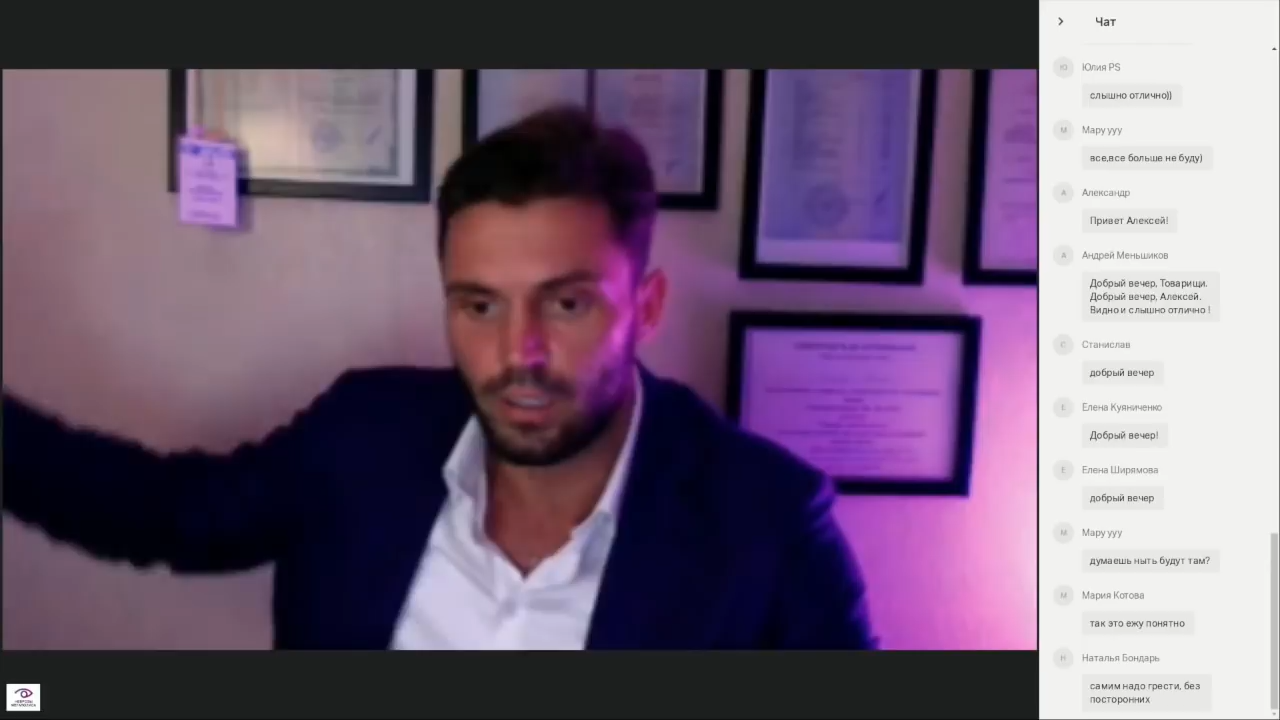 Чат
Юлия PS
слышно отлично))
Мару ууу
все,все больше не буду)
Александр
Привет Алексей!
Андрей Меньшиков
Добрый вечер, Товарищи.
Добрый вечер, Алексей.
Видно и слышно отлично !
Станислав
добрый вечер
Елена Куяниченко
Добрый вечер!
Елена Ширямова
добрый вечер
Мару ууу
думаешь ныть будут там?
Мария Котова
так это ежу понятно
Наталья Бондарь
самим надо грести, без
посторонних